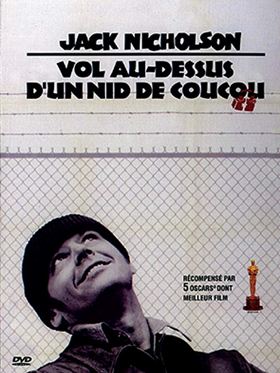 JACK NICHOLSON
VOL AU-DESSUS
D'UN NID DE COUCOU
RÉCOMPENSÉ PAR
5 OSCARS® DONT
MEILLEUR FILM
DVD